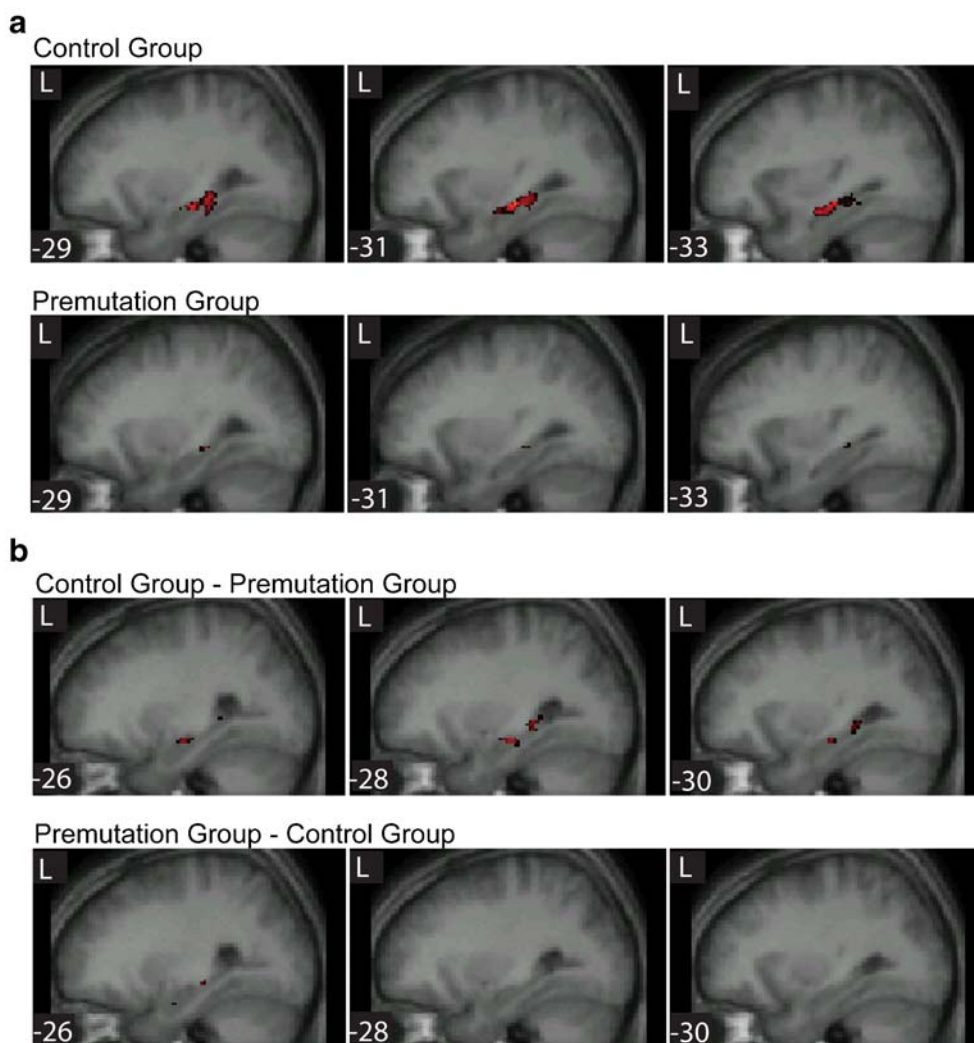 a
Control Group
L L L
-29 -31 -33
Premutation Group
L L L
-29 -31 -33
b
Control Group - Premutation Group
L L L
-26 -28 -30
Premutation Group - Control Group
L L L
-26 -28 -30